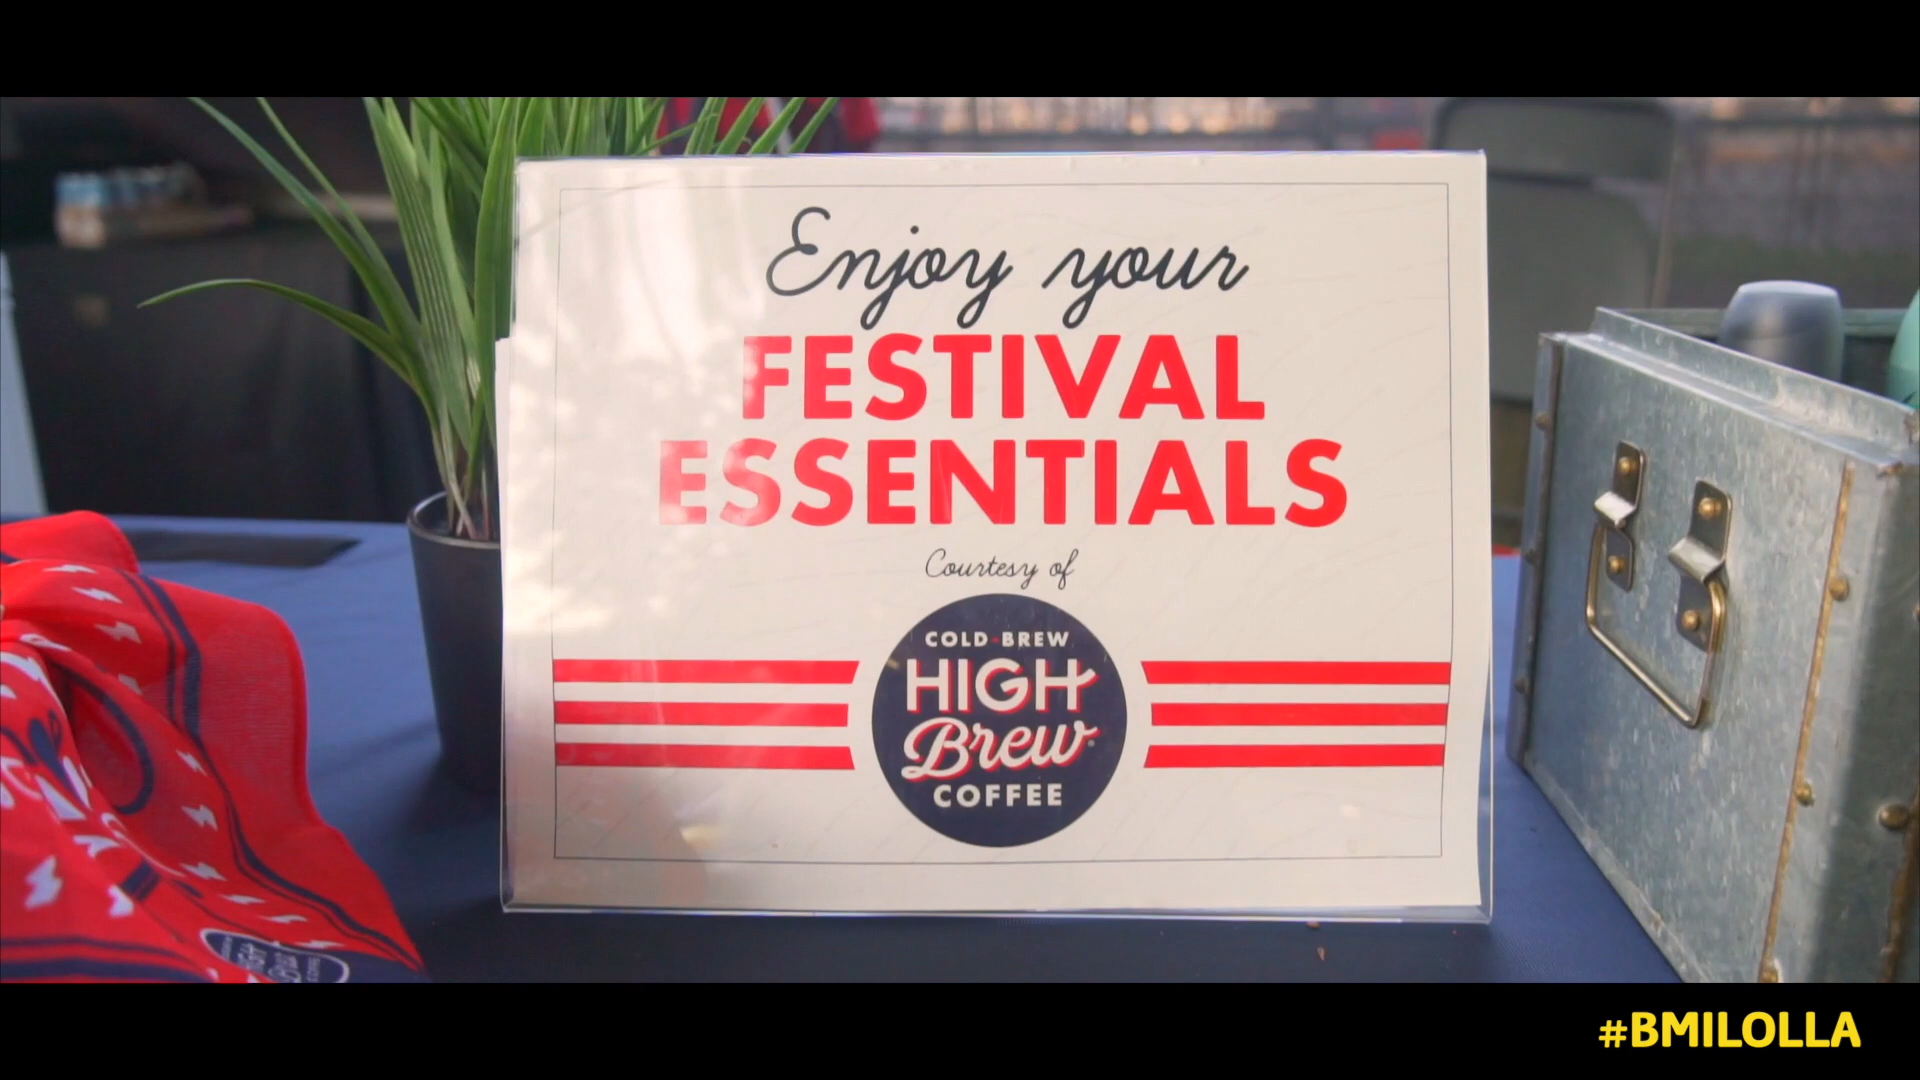 Enjoy your
FESTIVAL
ESSENTIALS
Courtesy of
COLD-BREW
HIGH
Brew
COFFEE
#BMILOLLA